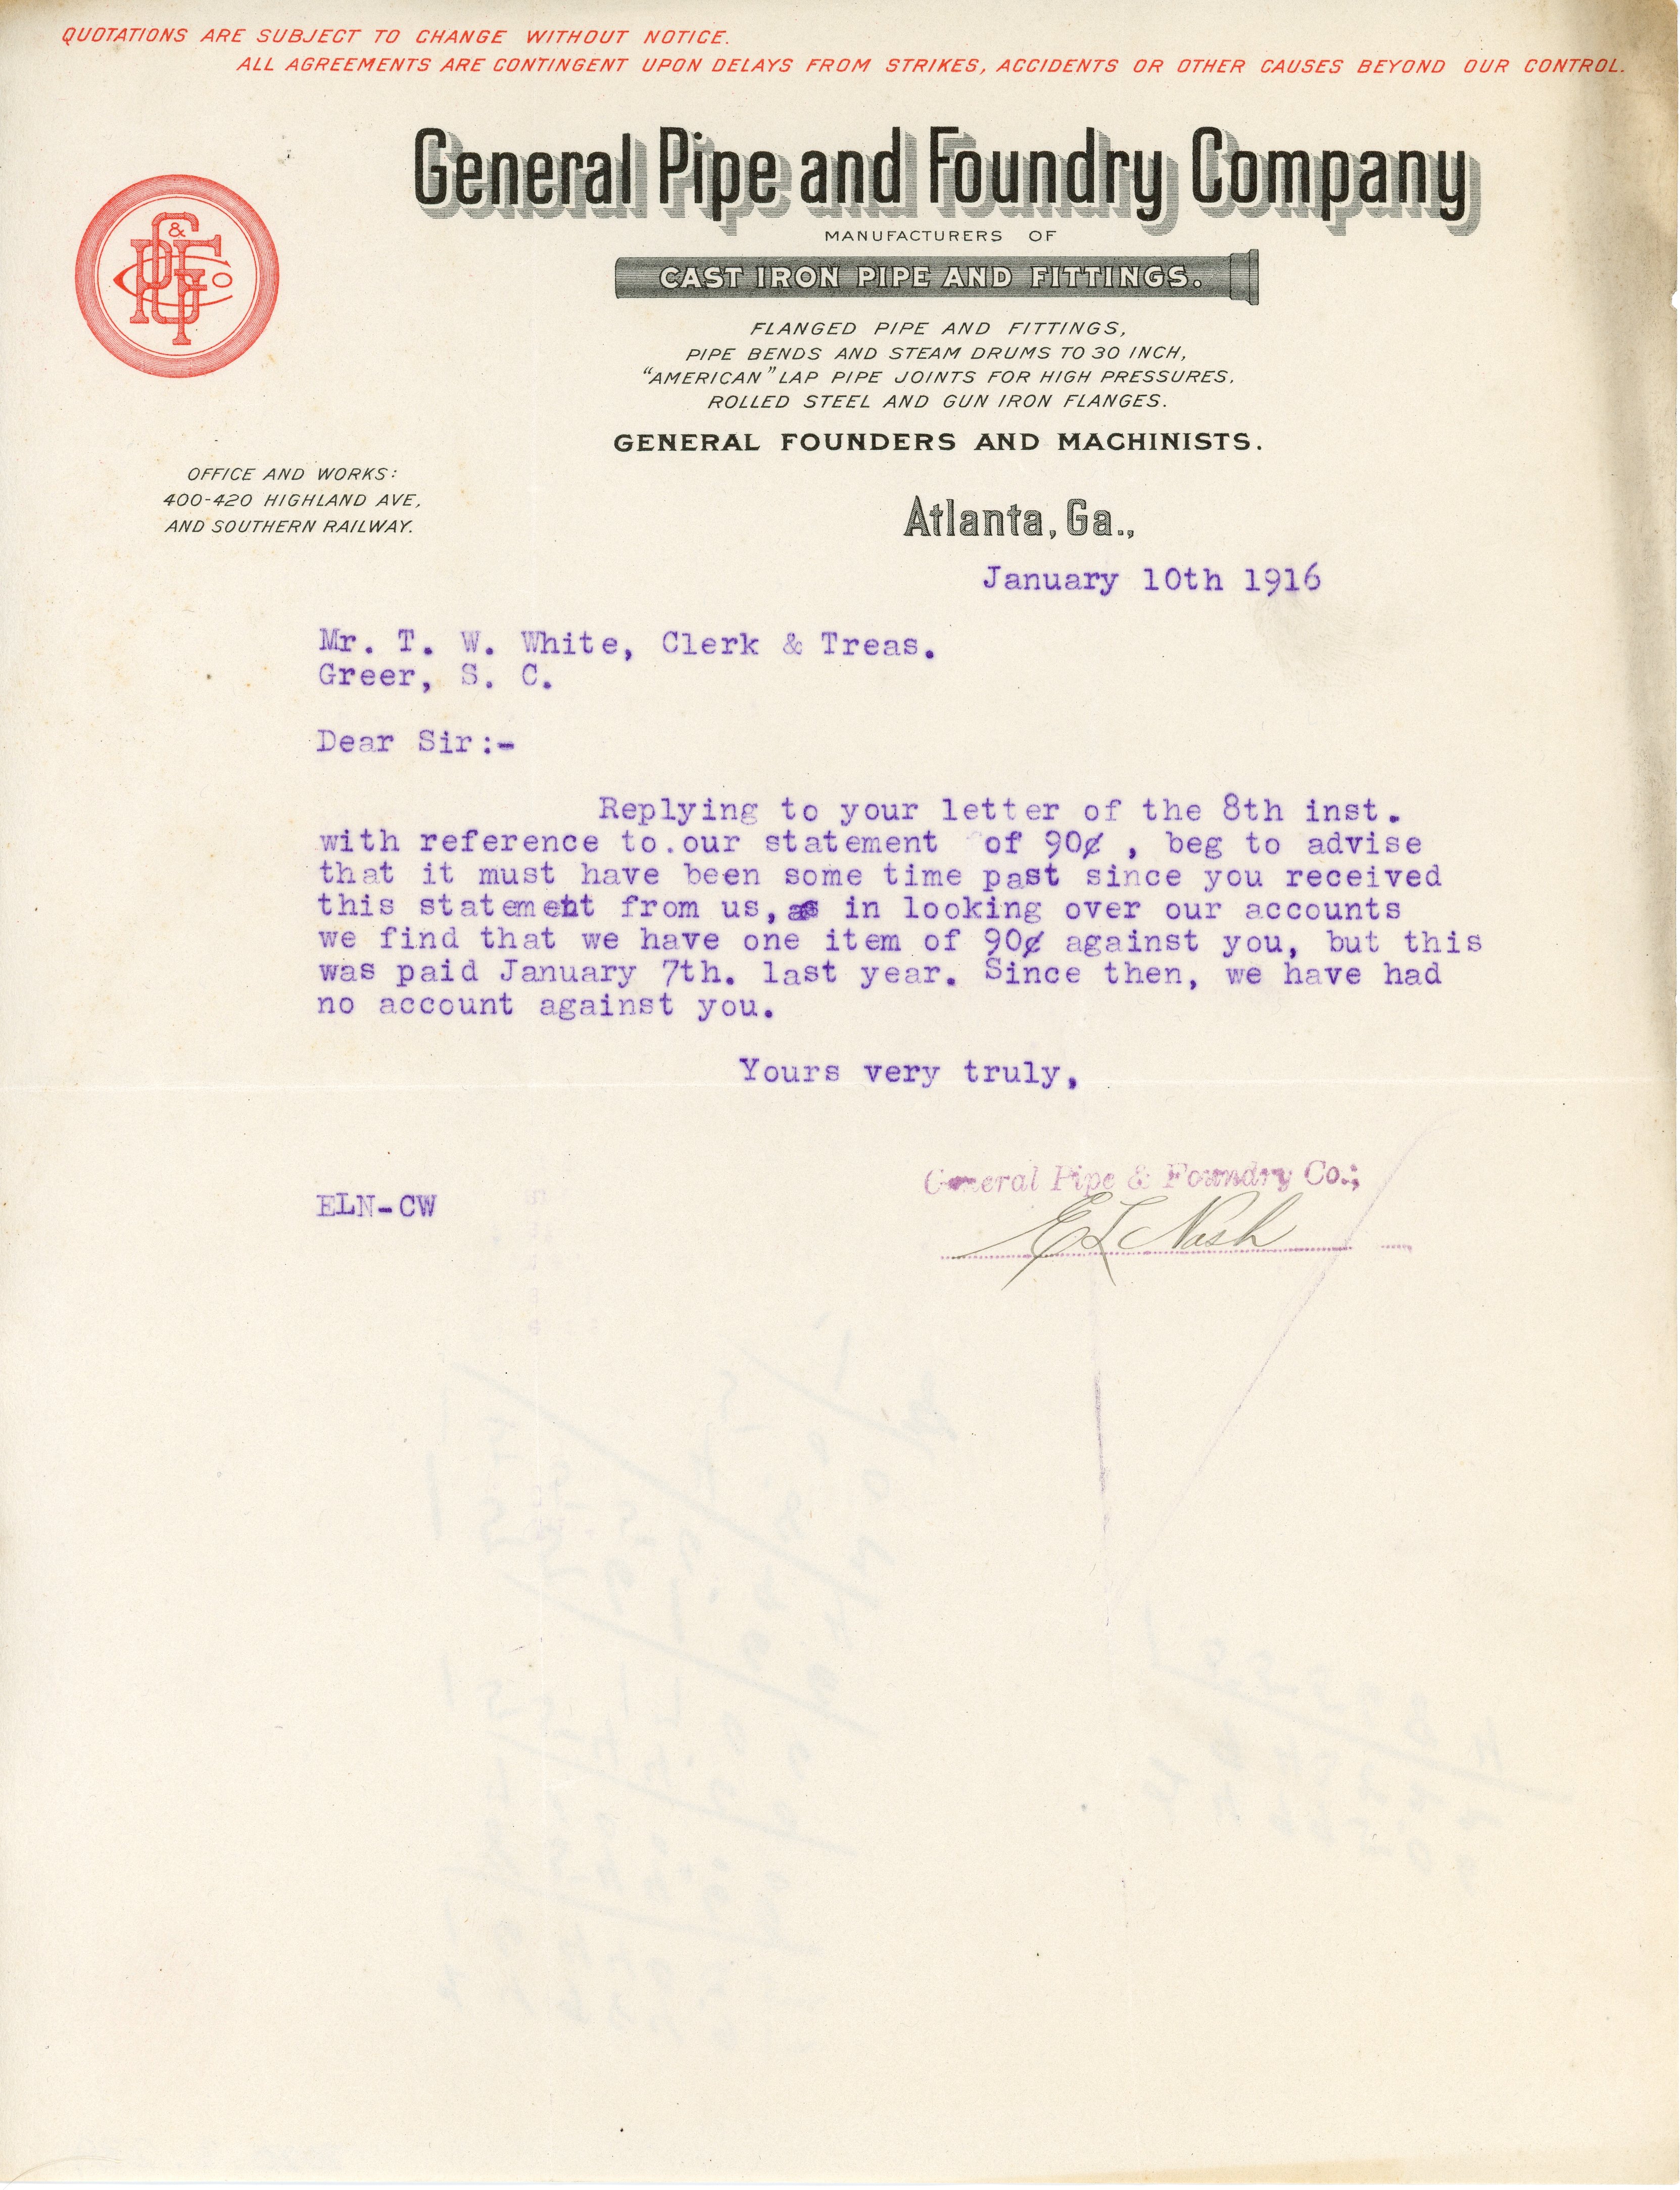 QUOTATIONS ARE SUBJECT TO CHANGE WITHOUT NOTICE.
ALL AGREEMENTS ARE CONTINGENT UPON DELAYS FROM STRIKES, ACCIDENTS OR OTHER CAUSES BEYOND OUR CONTROL.
General Pipe and Foundry Company
MANUFACTURERS OF
CAST IRON PIPE AND FITTINGS.
FLANGED PIPE AND FITTINGS,
PIPE BENDS AND STEAM DRUMS TO 30 INCH,
"AMERICAN" LAP PIPE JOINTS FOR HIGH PRESSURES,
ROLLED STEEL AND GUN IRON FLANGES.
GENERAL FOUNDERS AND MACHINISTS.
GP&FCO
OFFICE AND WORKS:
400-420 HIGHLAND AVE,
AND SOUTHERN RAILWAY.
Atlanta, Ga.,
January 10th 1916
Mr. T. W. White, Clerk & Treas.
Greer, S. C.
Dear Sir:-
Replying to your letter of the 8th inst.
with reference to.our statement of 90¢ , beg to advise
that it must have been some time past since you received
this statement from us, as in looking over our accounts
we find that we have one item of 90¢ against you, but this
was paid January 7th. last year. Since then, we have had
no account against you.
Yours very truly,
General Pipe & Foundry Co.;
ELN-CW
E L Nash